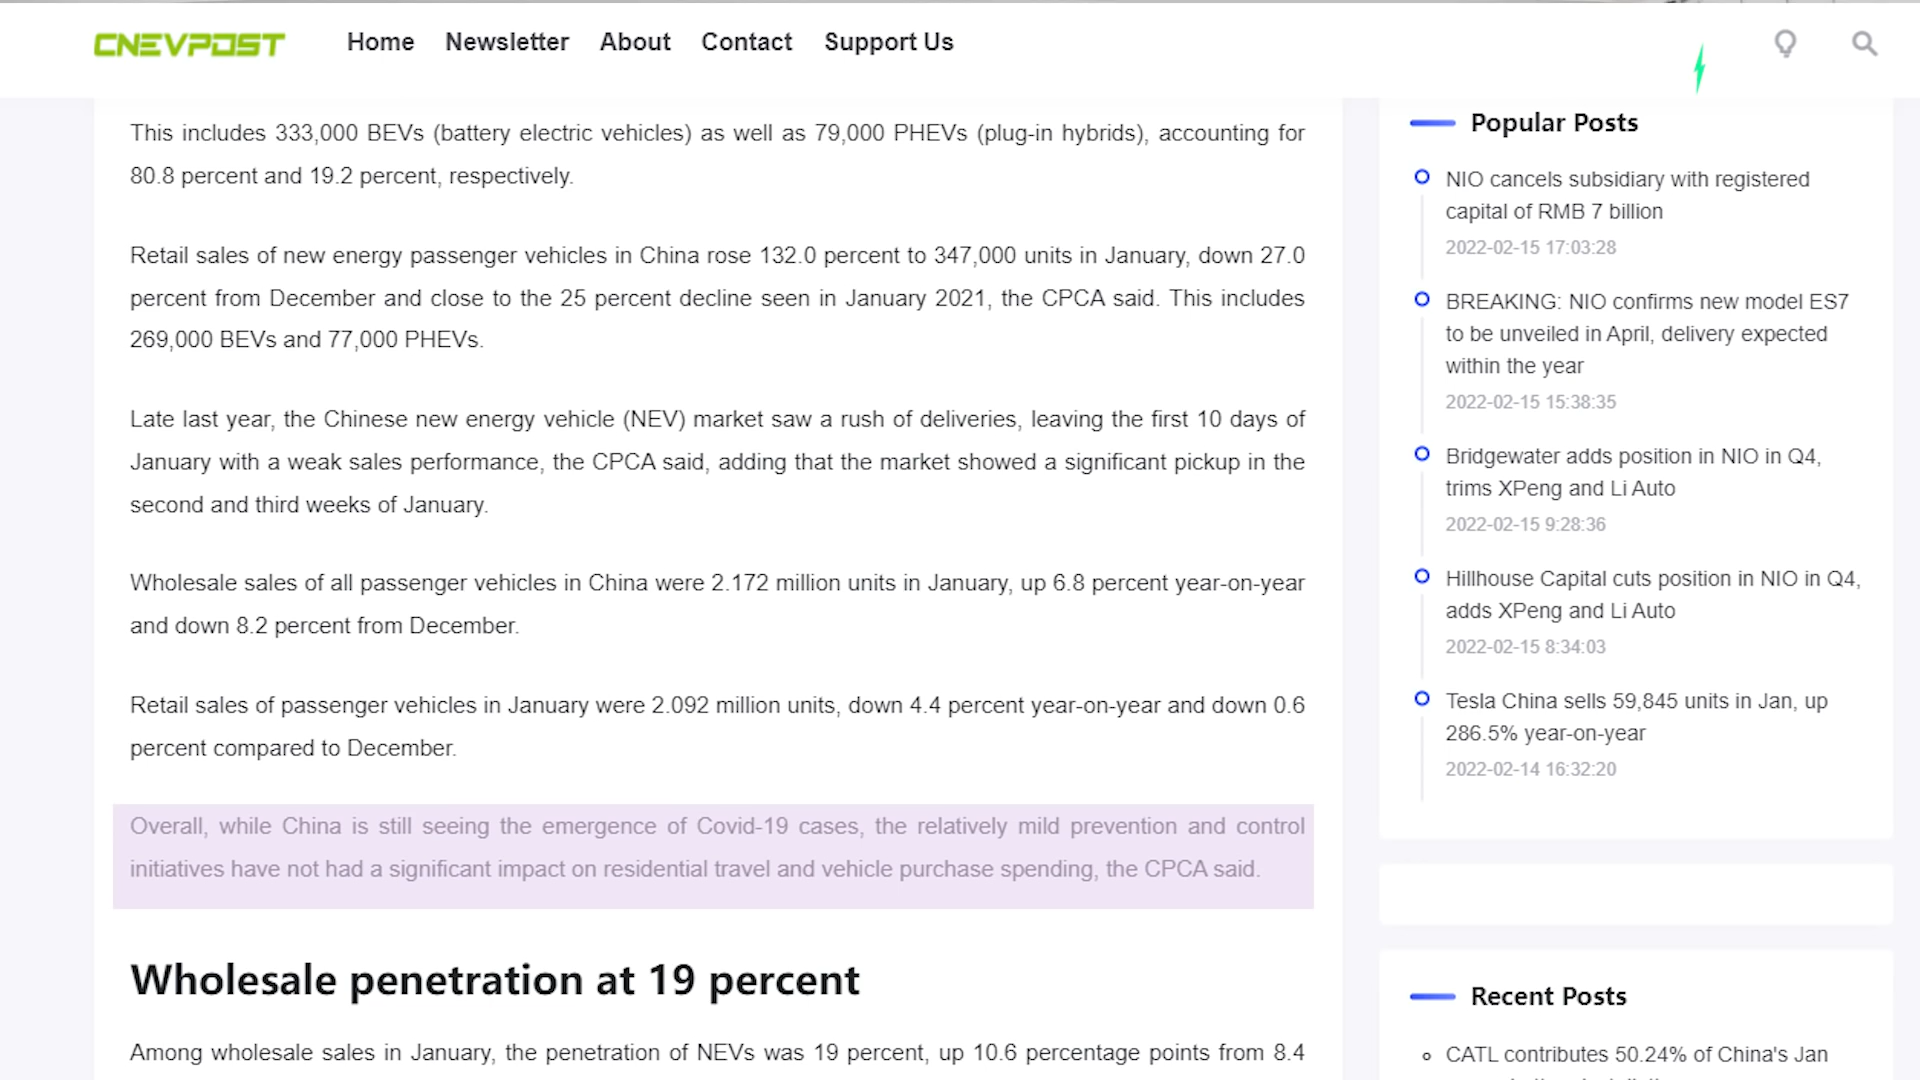 CNEVPOST
Home Newsletter About Contact Support Us
This includes 333,000 BEVs (battery electric vehicles) as well as 79,000 PHEVs (plug-in hybrids), accounting for
80.8 percent and 19.2 percent, respectively.
Retail sales of new energy passenger vehicles in China rose 132.0 percent to 347,000 units in January, down 27.0
percent from December and close to the 25 percent decline seen in January 2021, the CPCA said. This includes
269,000 BEVs and 77,000 PHEVs.
Late last year, the Chinese new energy vehicle (NEV) market saw a rush of deliveries, leaving the first 10 days of
January with a weak sales performance, the CPCA said, adding that the market showed a significant pickup in the
second and third weeks of January.
Wholesale sales of all passenger vehicles in China were 2.172 million units in January, up 6.8 percent year-on-year
and down 8.2 percent from December.
Retail sales of passenger vehicles in January were 2.092 million units, down 4.4 percent year-on-year and down 0.6
percent compared to December.
Overall, while China is still seeing the emergence of Covid-19 cases, the relatively mild prevention and control
initiatives have not had a significant impact on residential travel and vehicle purchase spending, the CPCA said.
Wholesale penetration at 19 percent
Among wholesale sales in January, the penetration of NEVs was 19 percent, up 10.6 percentage points from 8.4
Popular Posts
NIO cancels subsidiary with registered
capital of RMB 7 billion
2022-02-15 17:03:28
BREAKING: NIO confirms new model ES7
to be unveiled in April, delivery expected
within the year
2022-02-15 15:38:35
Bridgewater adds position in NIO in Q4,
trims XPeng and Li Auto
2022-02-15 9:28:36
Hillhouse Capital cuts position in NIO in Q4,
adds XPeng and Li Auto
2022-02-15 8:34:03
Tesla China sells 59,845 units in Jan, up
286.5% year-on-year
2022-02-14 16:32:20
Recent Posts
CATL contributes 50.24% of China's Jan